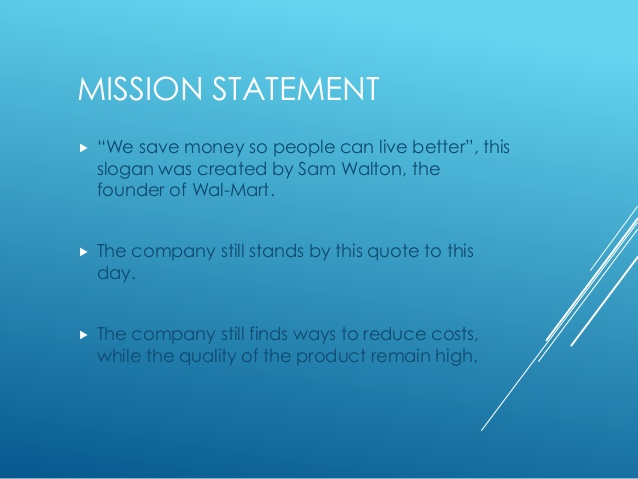 MISSION STATEMENT
“We save money so people can live better”, this
slogan was created by Sam Walton, the
founder of Wal-Mart.
The company still stands by this quote to this
day.
The company still finds ways to reduce costs,
while the quality of the product remain high.